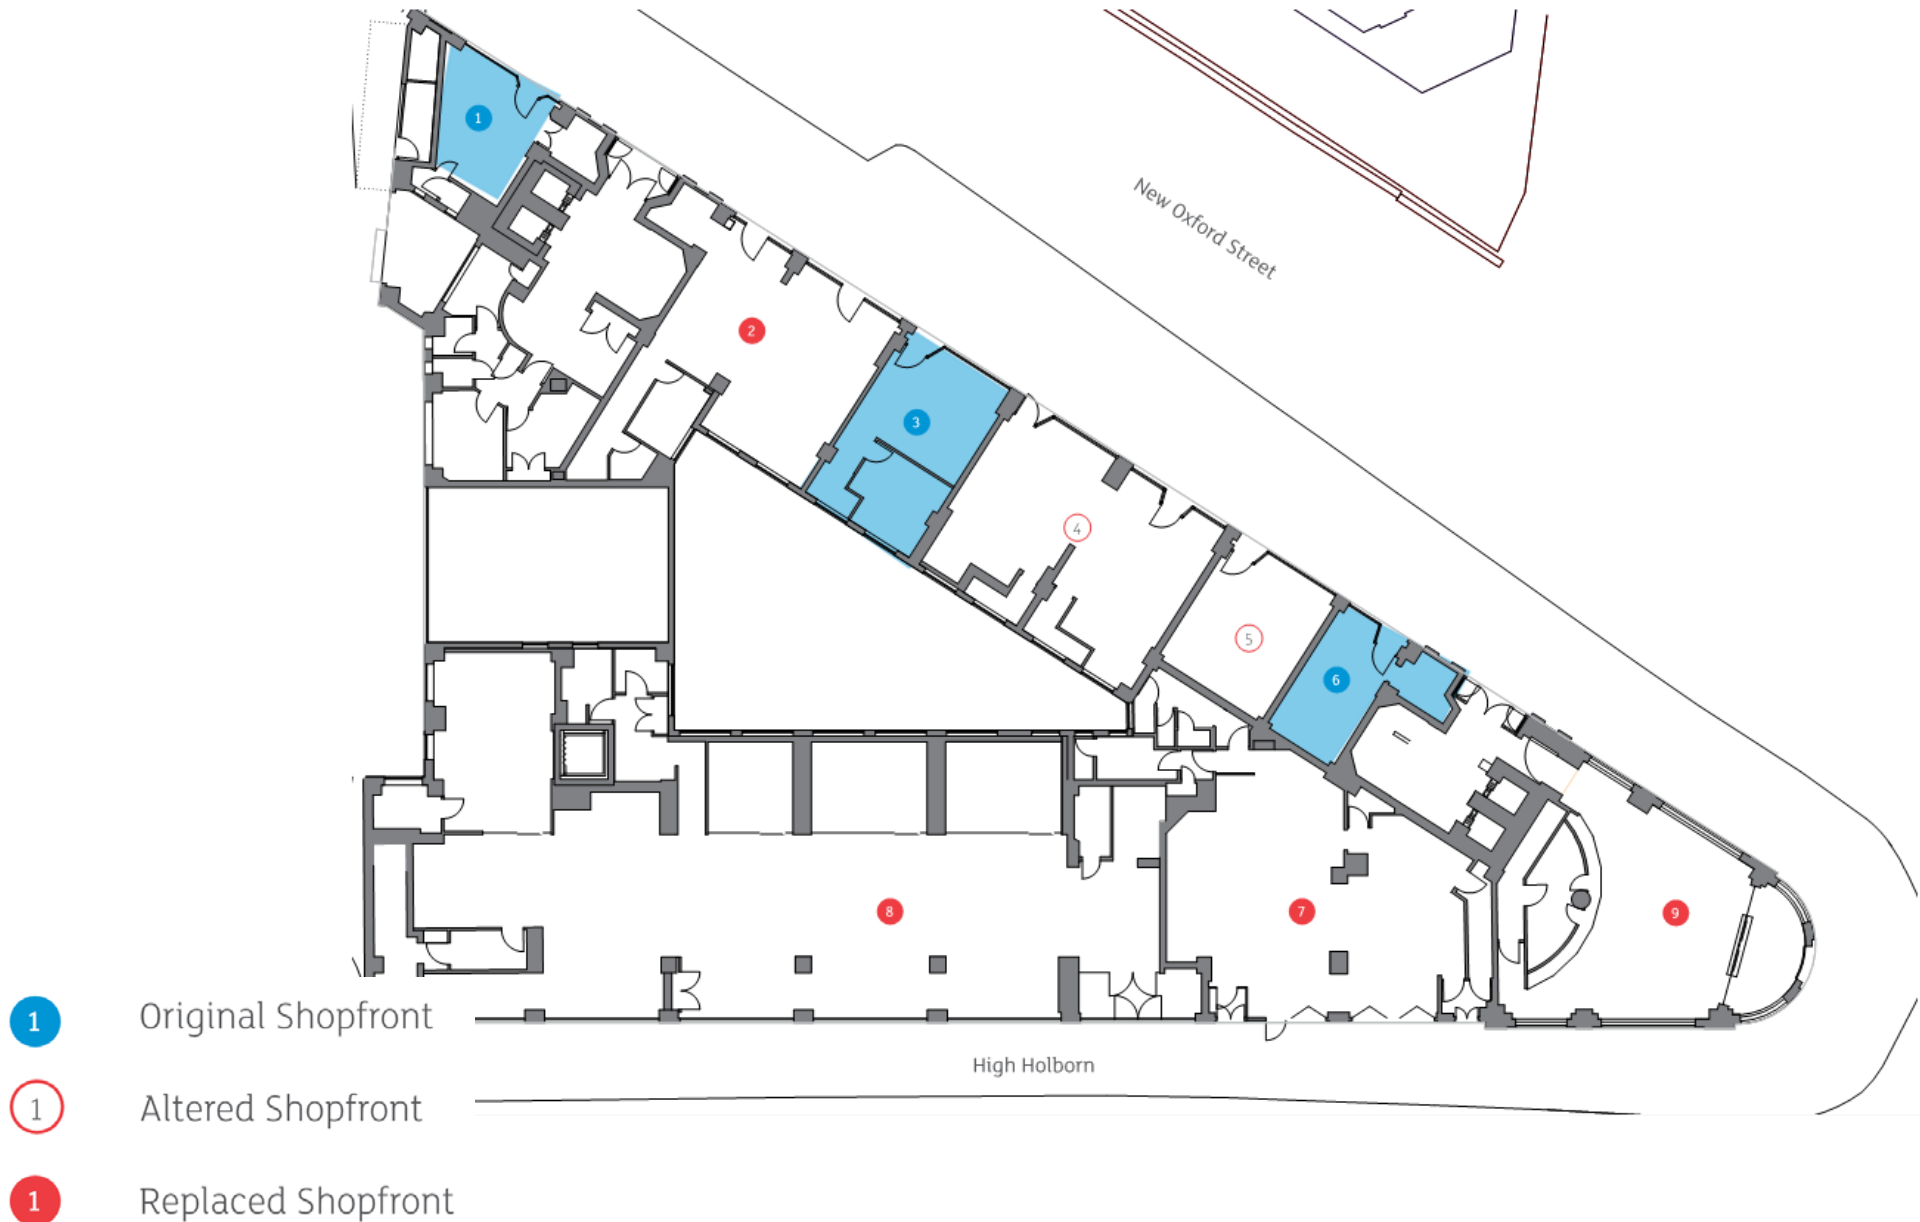 1
New Oxford Street
2
3
4
5
6
8
7
9
1 Original Shopfront
High Holborn
1 Altered Shopfront
1 Replaced Shopfront